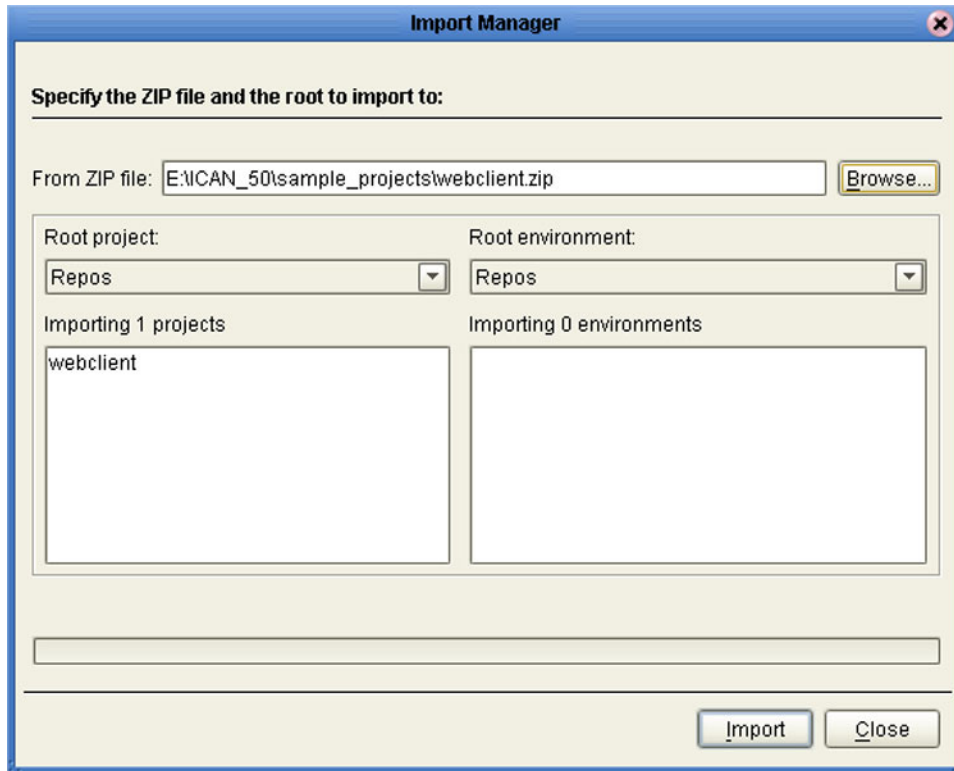 Import Manager
Specify the ZIP file and the root to import to:
From ZIP file: E:\ICAN_50\sample_projects\webclient.zip Browse...
Root project: Root environment:
Repos Repos
Importing 1 projects Importing 0 environments
webclient
Import Close